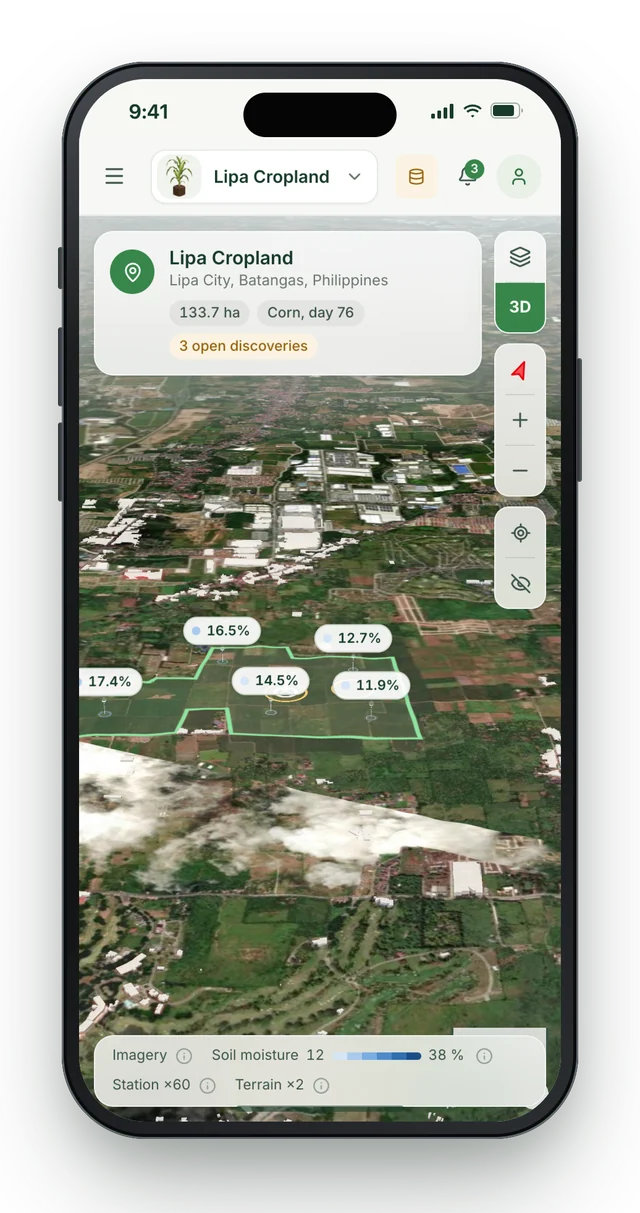 9:41
3
Lipa Cropland
Lipa Cropland
Lipa City, Batangas, Philippines
133.7 ha Corn, day 76
3 open discoveries
3D
16.5%
12.7%
17.4%
14.5%
11.9%
Imagery Soil moisture 12 38 %
Station ×60 Terrain ×2